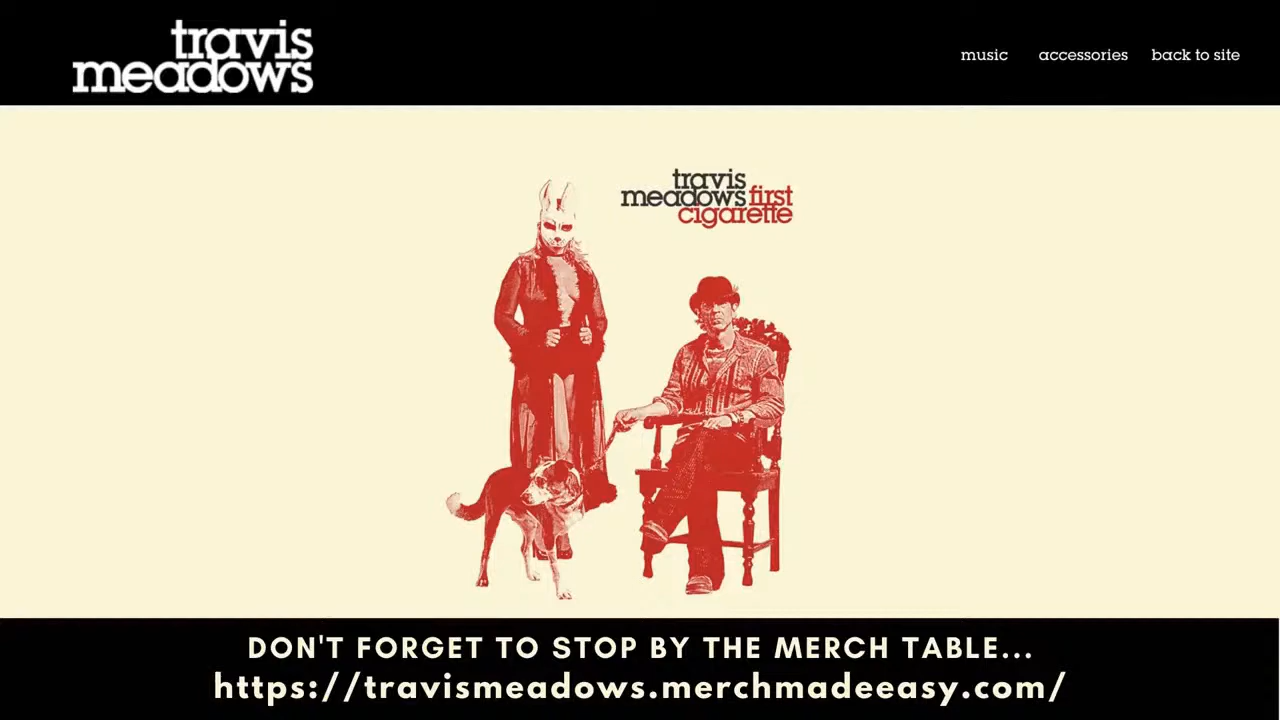 travis
meadows
music accessories back to site
travis
meadows first
cigarette
DON'T FORGET TO STOP BY THE MERCH TABLE...
https://travismeadows.merchmadeeasy.com/